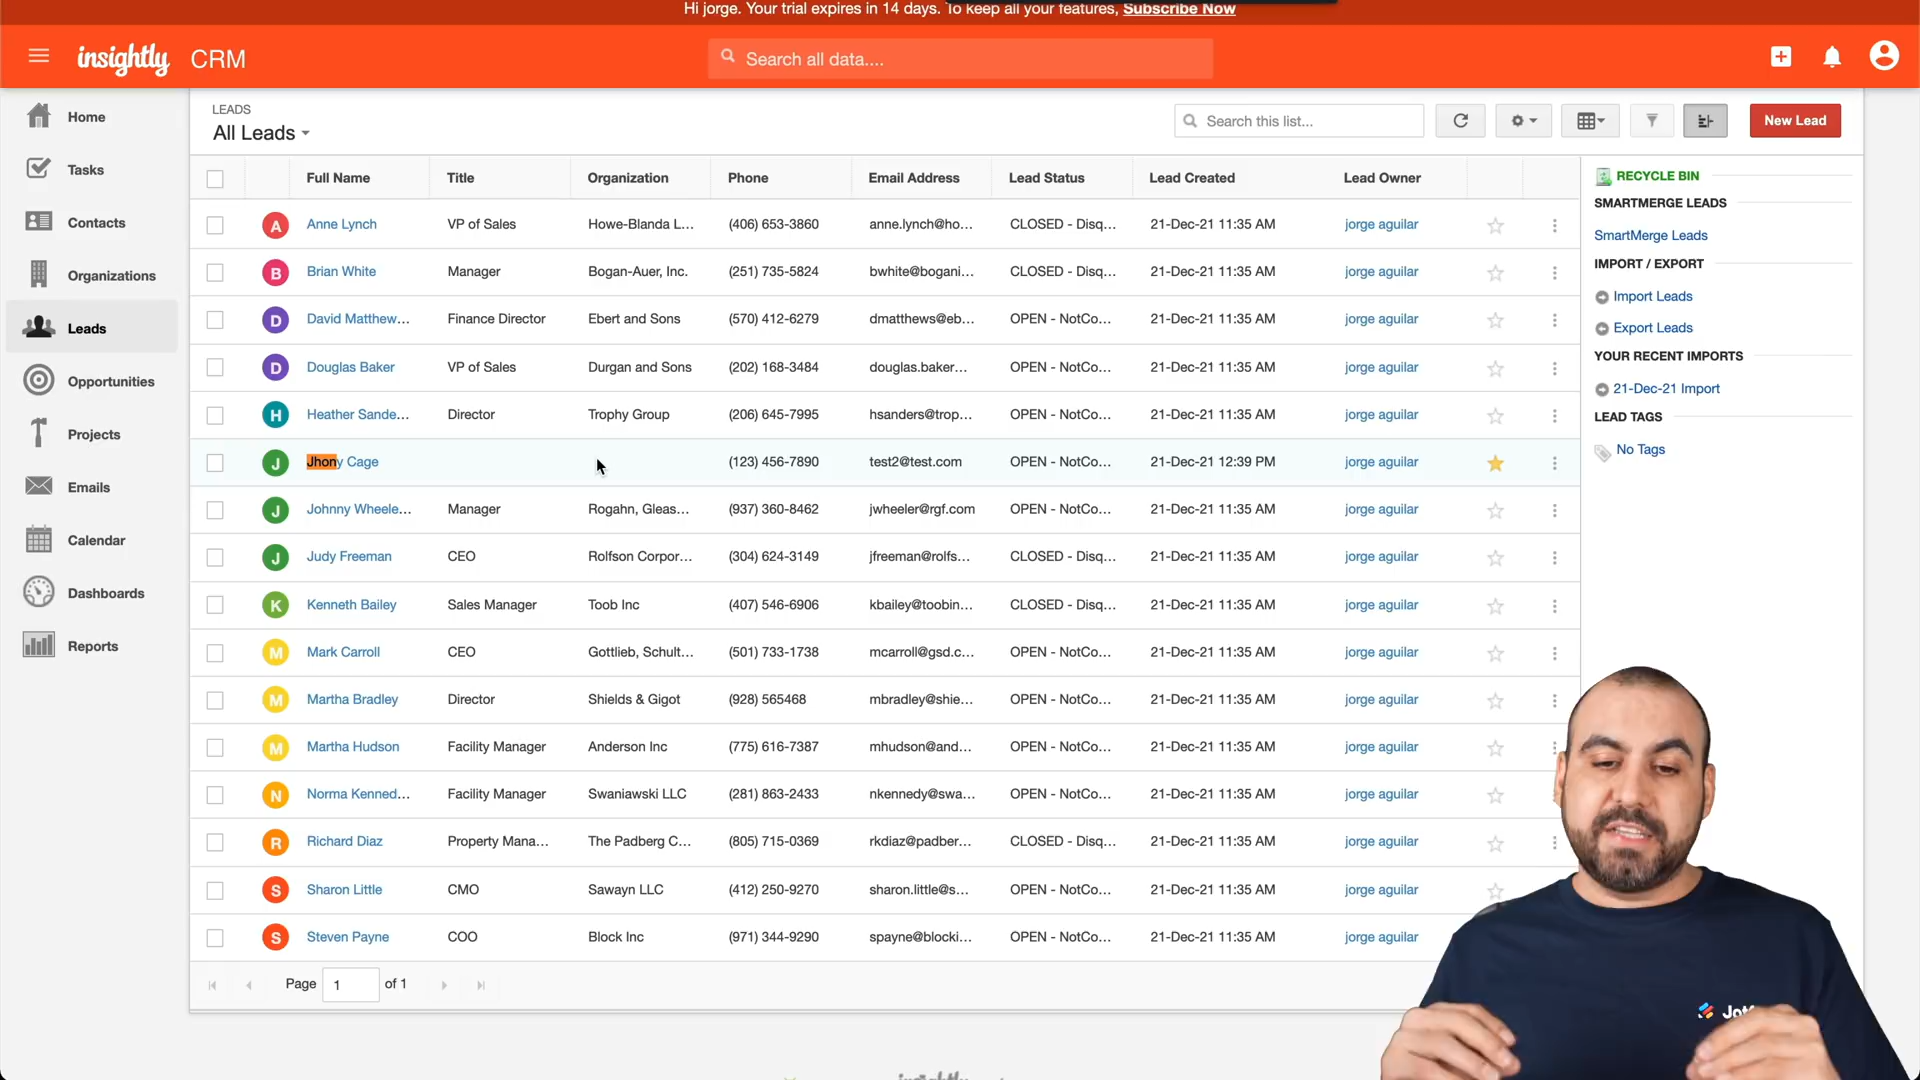 Hi jorge. Your trial expires in 14 days. To keep all your features, Subscribe Now
insightly CRM
Search all data....
Home
Tasks
Contacts
Organizations
Leads
Opportunities
Projects
Emails
Calendar
Dashboards
Reports
LEADS
All Leads
Search this list...
New Lead
Full Name Title Organization Phone Email Address Lead Status Lead Created Lead Owner
A Anne Lynch VP of Sales Howe-Blanda L... (406) 653-3860 anne.lynch@ho... CLOSED - Disq... 21-Dec-21 11:35 AM jorge aguilar
B Brian White Manager Bogan-Auer, Inc. (251) 735-5824 bwhite@bogani... CLOSED - Disq... 21-Dec-21 11:35 AM jorge aguilar
D David Matthew... Finance Director Ebert and Sons (570) 412-6279 dmatthews@eb... OPEN - NotCo... 21-Dec-21 11:35 AM jorge aguilar
D Douglas Baker VP of Sales Durgan and Sons (202) 168-3484 douglas.baker... OPEN - NotCo... 21-Dec-21 11:35 AM jorge aguilar
H Heather Sande... Director Trophy Group (206) 645-7995 hsanders@trop... OPEN - NotCo... 21-Dec-21 11:35 AM jorge aguilar
J Jhony Cage (123) 456-7890 test2@test.com OPEN - NotCo... 21-Dec-21 12:39 PM jorge aguilar
J Johnny Wheele... Manager Rogahn, Gleas... (937) 360-8462 jwheeler@rgf.com OPEN - NotCo... 21-Dec-21 11:35 AM jorge aguilar
J Judy Freeman CEO Rolfson Corpor... (304) 624-3149 jfreeman@rolfs... CLOSED - Disq... 21-Dec-21 11:35 AM jorge aguilar
K Kenneth Bailey Sales Manager Toob Inc (407) 546-6906 kbailey@toobin... CLOSED - Disq... 21-Dec-21 11:35 AM jorge aguilar
M Mark Carroll CEO Gottlieb, Schult... (501) 733-1738 mcarroll@gsd.c... OPEN - NotCo... 21-Dec-21 11:35 AM jorge aguilar
M Martha Bradley Director Shields & Gigot (928) 565468 mbradley@shie... OPEN - NotCo... 21-Dec-21 11:35 AM jorge aguilar
M Martha Hudson Facility Manager Anderson Inc (775) 616-7387 mhudson@and... OPEN - NotCo... 21-Dec-21 11:35 AM jorge aguilar
N Norma Kenned... Facility Manager Swaniawski LLC (281) 863-2433 nkennedy@swa... OPEN - NotCo... 21-Dec-21 11:35 AM jorge aguilar
R Richard Diaz Property Mana... The Padberg C... (805) 715-0369 rkdiaz@padber... CLOSED - Disq... 21-Dec-21 11:35 AM jorge aguilar
S Sharon Little CMO Sawayn LLC (412) 250-9270 sharon.little@s... OPEN - NotCo... 21-Dec-21 11:35 AM jorge aguilar
S Steven Payne COO Block Inc (971) 344-9290 spayne@blocki... OPEN - NotCo... 21-Dec-21 11:35 AM jorge aguilar
Page 1 of 1
RECYCLE BIN
SMARTMERGE LEADS
SmartMerge Leads
IMPORT / EXPORT
Import Leads
Export Leads
YOUR RECENT IMPORTS
21-Dec-21 Import
LEAD TAGS
No Tags